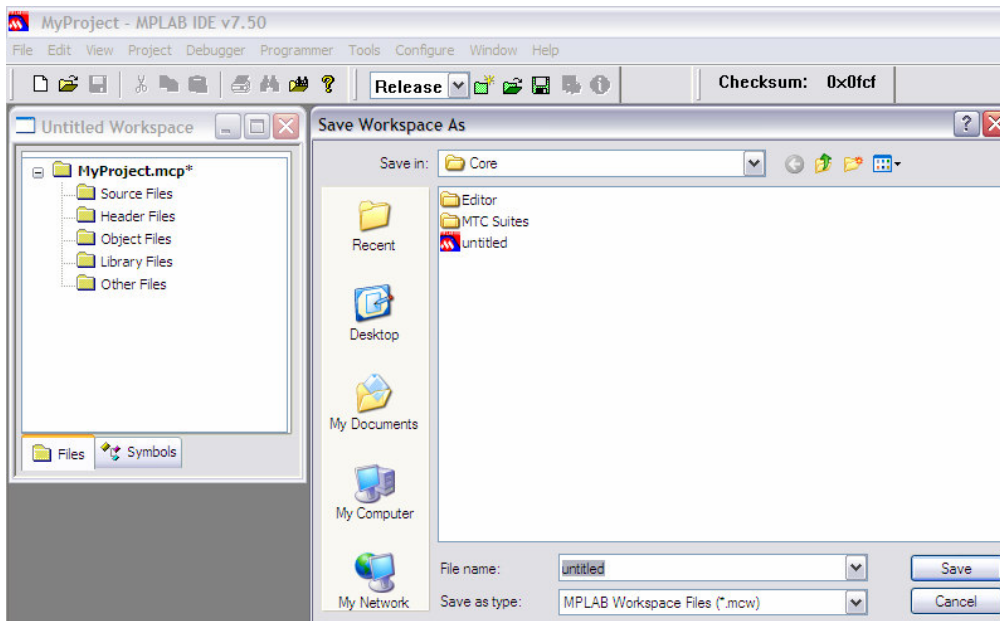 MyProject - MPLAB IDE v7.50
File Edit View Project Debugger Programmer Tools Configure Window Help
Release
Checksum: 0x0fcf
Untitled Workspace
MyProject.mcp*
Source Files
Header Files
Object Files
Library Files
Other Files
Files
Symbols
Save Workspace As
Save in:
Core
Recent
Desktop
My Documents
My Computer
My Network
Editor
MTC Suites
untitled
File name:
untitled
Save
Save as type:
MPLAB Workspace Files (*.mcw)
Cancel